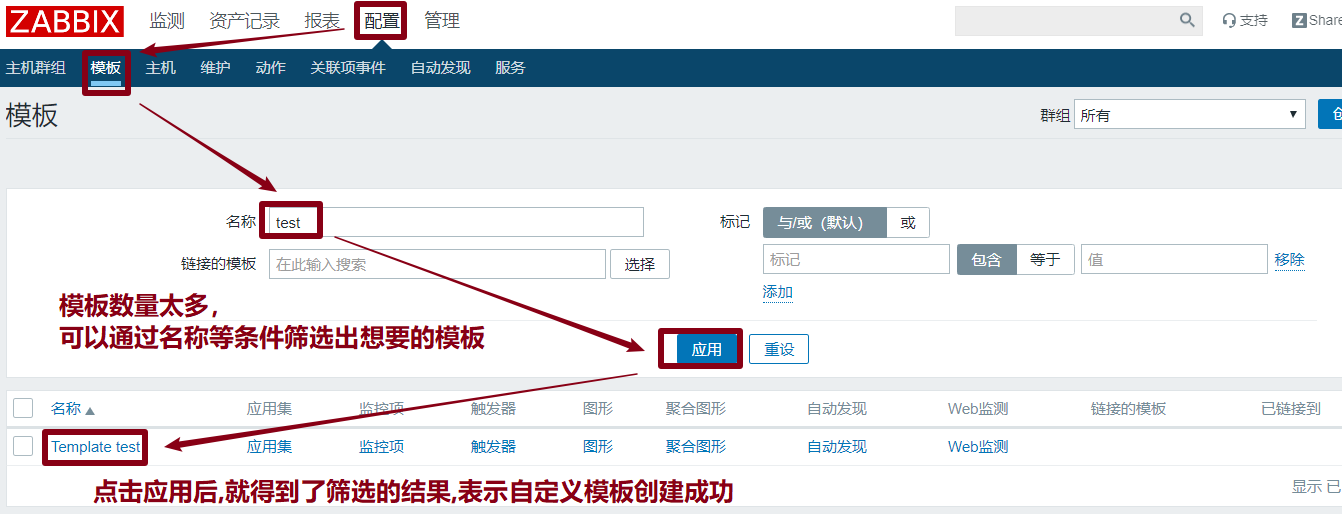 ZABBIX 监测 资产记录 报表 配置 管理 支持 Z Share
主机群组 模板 主机 维护 动作 关联项事件 自动发现 服务
模板 群组 所有
名称 test 标记 与/或（默认） 或
链接的模板 在此输入搜索 选择 标记 包含 等于 值 移除
添加
模板数量太多，
可以通过名称等条件筛选出想要的模板
应用 重设
名称 应用集 监控项 触发器 图形 聚合图形 自动发现 Web监测 链接的模板 已链接到
Template test 应用集 监控项 触发器 图形 聚合图形 自动发现 Web监测
点击应用后,就得到了筛选的结果,表示自定义模板创建成功
显示 已